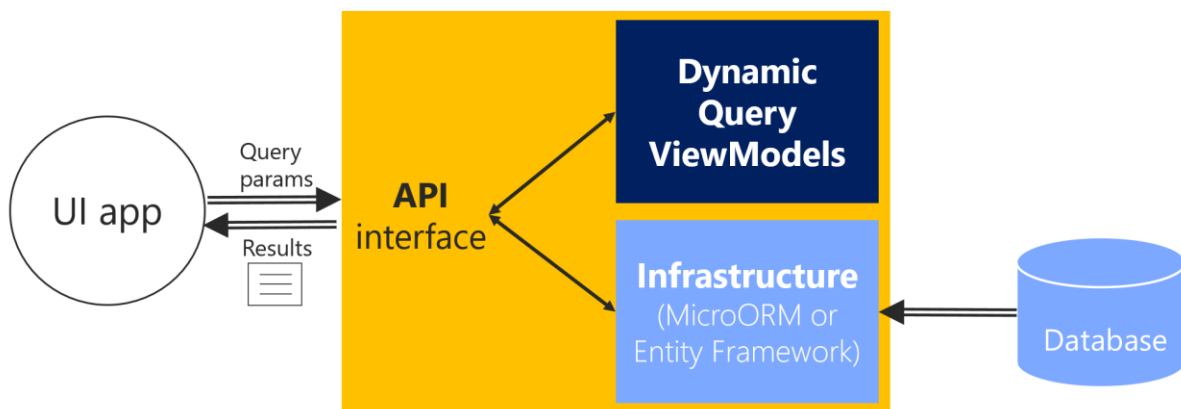 UI app
Query
params
Results
API
interface
Dynamic
Query
ViewModels
Infrastructure
(MicroORM or
Entity Framework)
Database